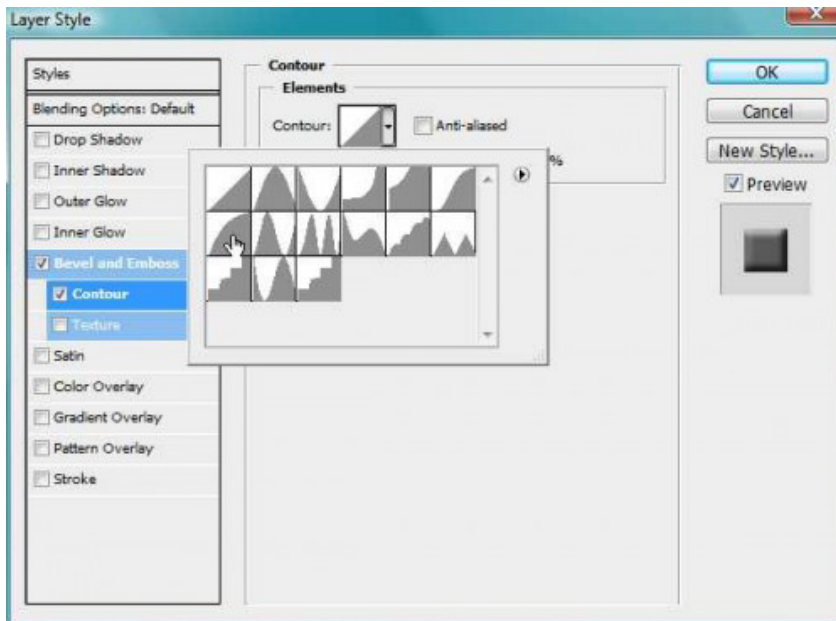 Layer Style
Styles
Blending Options: Default
Drop Shadow
Inner Shadow
Outer Glow
Inner Glow
Bevel and Emboss
Contour
Texture
Satin
Color Overlay
Gradient Overlay
Pattern Overlay
Stroke
Contour
Elements
Contour:
Anti-aliased
%
OK
Cancel
New Style...
Preview